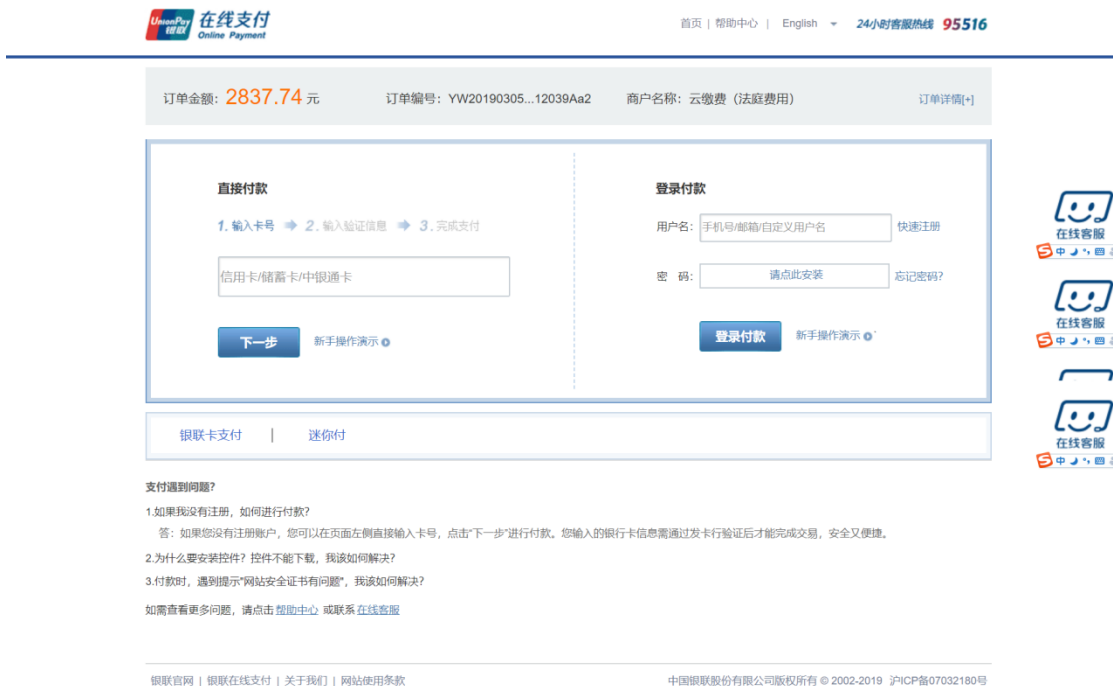 UnionPay 银联 在线支付 Online Payment
首页 | 帮助中心 | English 24小时客服热线 95516
订单金额：2837.74 元 订单编号：YW20190305...12039Aa2 商户名称：云缴费（法庭费用） 订单详情[+]
直接付款
1. 输入卡号 2. 输入验证信息 3. 完成支付
信用卡/储蓄卡/中银通卡
下一步 新手操作演示
登录付款
用户名： 手机号/邮箱/自定义用户名 快速注册
密 码： 请点此安装 忘记密码?
登录付款 新手操作演示
在线客服
中
在线客服
中
在线客服
中
银联卡支付 | 迷你付
支付遇到问题?
1.如果我没有注册，如何进行付款?
答：如果您没有注册账户，您可以在页面左侧直接输入卡号，点击"下一步"进行付款。您输入的银行卡信息需通过发卡行验证后才能完成交易，安全又便捷。
2.为什么要安装控件? 控件不能下载，我该如何解决?
3.付款时，遇到提示"网站安全证书有问题"，我该如何解决?
如需查看更多问题，请点击 帮助中心 或联系 在线客服
银联官网 | 银联在线支付 | 关于我们 | 网站使用条款 中国银联股份有限公司版权所有 © 2002-2019 沪ICP备07032180号